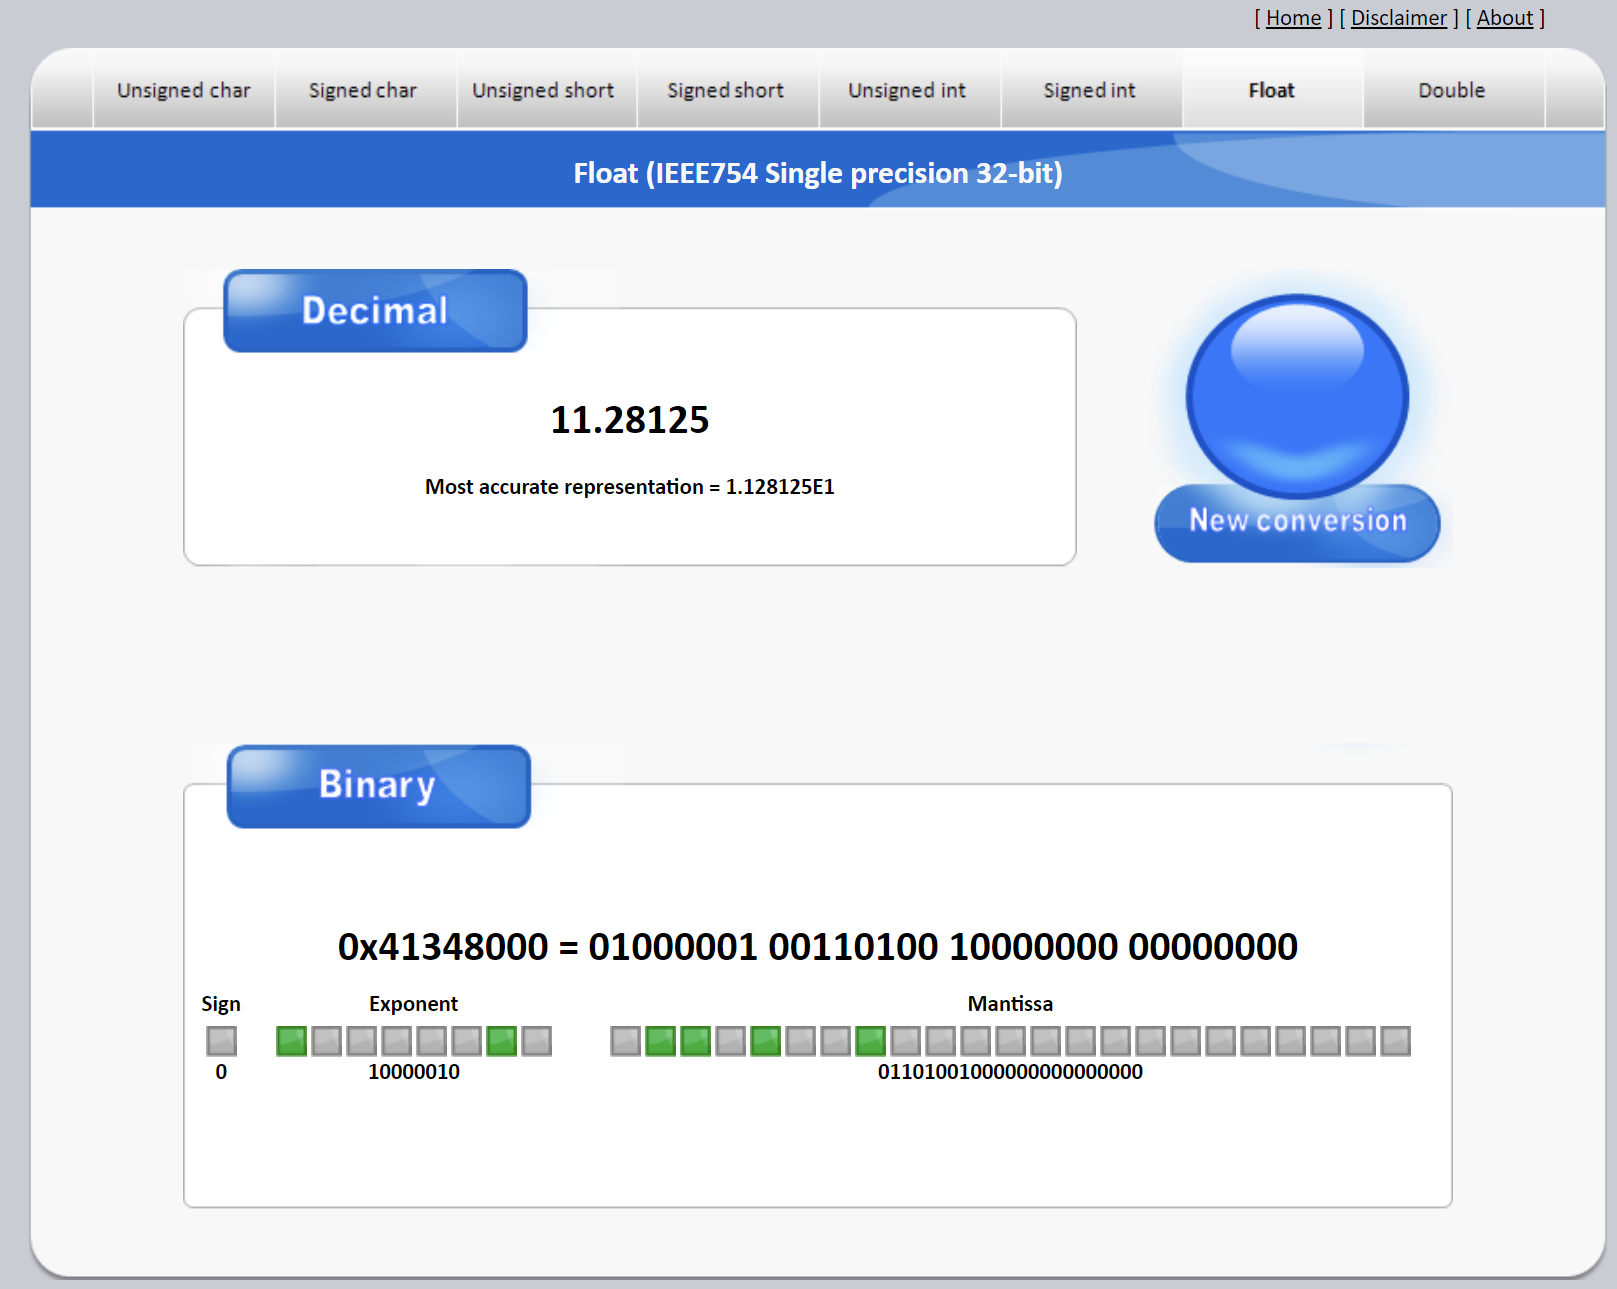 [ Home ] [ Disclaimer ] [ About ]
Unsigned char Signed char Unsigned short Signed short Unsigned int Signed int Float Double
Float (IEEE754 Single precision 32-bit)
Decimal
11.28125
Most accurate representation = 1.128125E1
New conversion
Binary
0x41348000 = 01000001 00110100 10000000 00000000
Sign Exponent Mantissa
0 10000010 01101001000000000000000